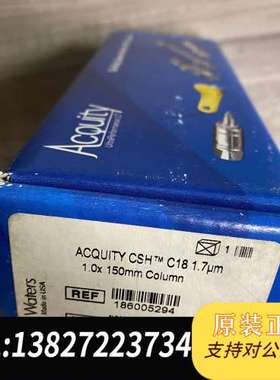 Acquity
ACQUITY CSH™ C18 1.7µm
1.0x 150mm Column
1
REF
186005294
Waters
Made in USA
原装正
支持对公
:13827223734